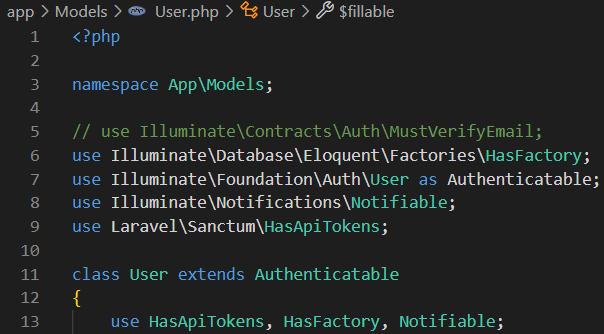 app > Models > User.php > User > $fillable
1 <?php
2
3 namespace App\Models;
4
5 // use Illuminate\Contracts\Auth\MustVerifyEmail;
6 use Illuminate\Database\Eloquent\Factories\HasFactory;
7 use Illuminate\Foundation\Auth\User as Authenticatable;
8 use Illuminate\Notifications\Notifiable;
9 use Laravel\Sanctum\HasApiTokens;
10
11 class User extends Authenticatable
12 {
13     use HasApiTokens, HasFactory, Notifiable;